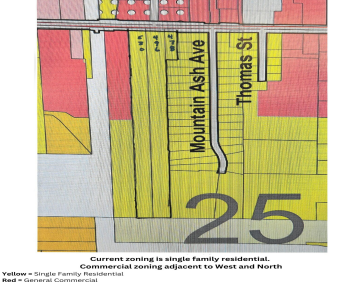 Mountain Ash Ave
Thomas St
25
Current zoning is single family residential.
Commercial zoning adjacent to West and North
Yellow = Single Family Residential
Red = General Commercial